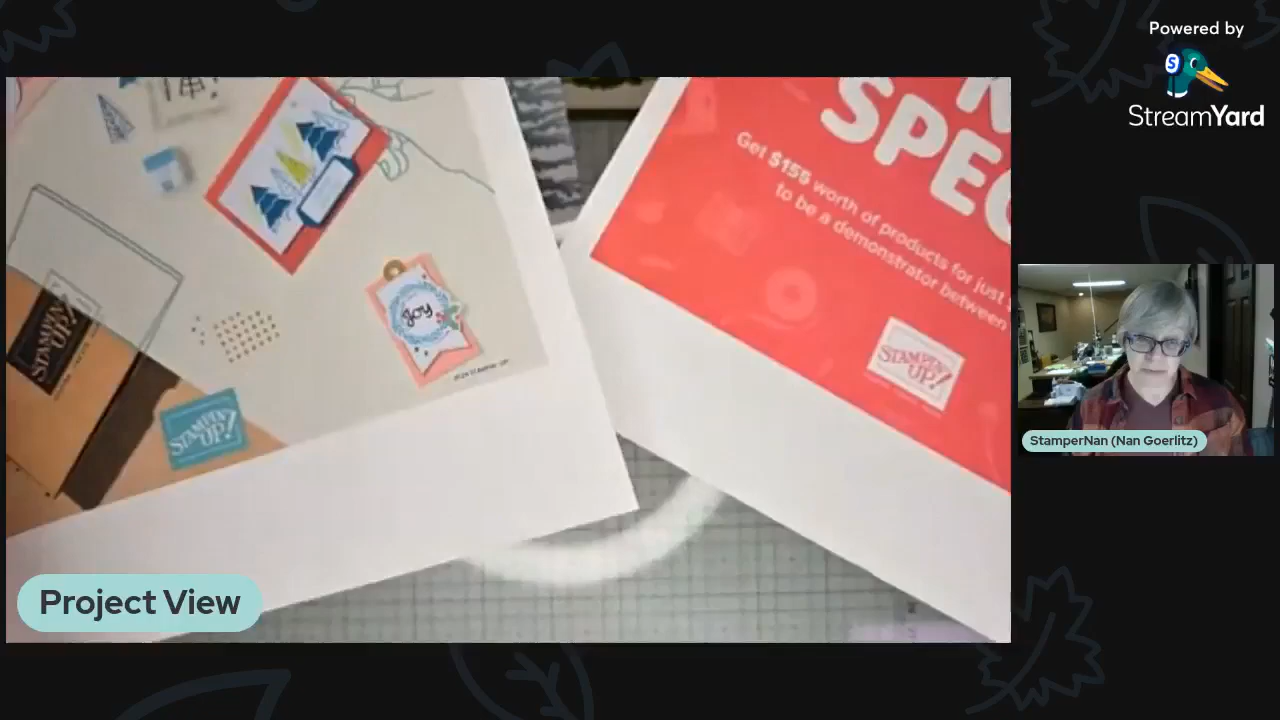 Powered by
StreamYard
SPEC
Get $155 worth of products for just
to be a demonstrator between
STAMPIN' UP!
joy
STAMPIN' UP!
STAMPIN' UP!
StamperNan (Nan Goerlitz)
Project View